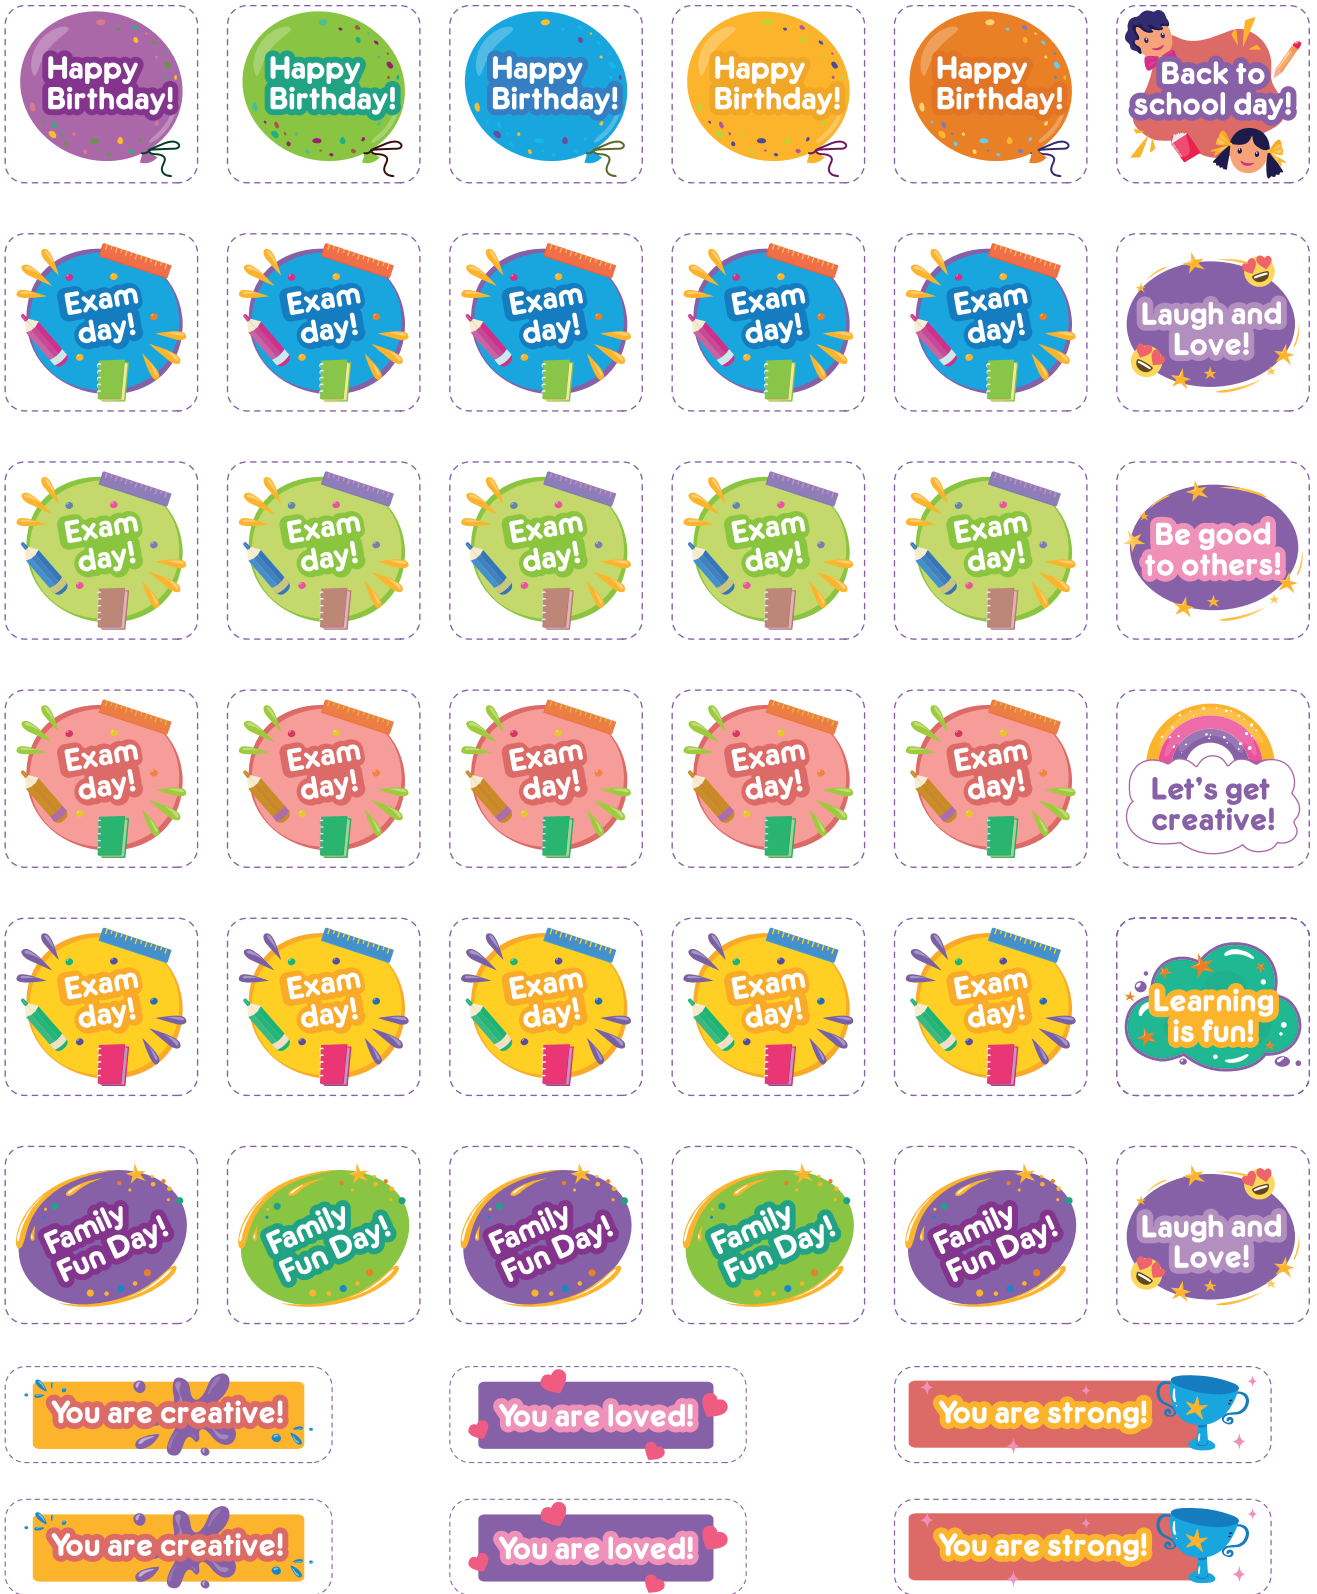 Happy
Birthday!
Happy
Birthday!
Happy
Birthday!
Happy
Birthday!
Happy
Birthday!
Back to
school day!
Exam
day!
Exam
day!
Exam
day!
Exam
day!
Exam
day!
Laugh and
Love!
Exam
day!
Exam
day!
Exam
day!
Exam
day!
Exam
day!
Be good
to others!
Exam
day!
Exam
day!
Exam
day!
Exam
day!
Exam
day!
Let's get
creative!
Exam
day!
Exam
day!
Exam
day!
Exam
day!
Exam
day!
Learning
is fun!
Family
Fun Day!
Family
Fun Day!
Family
Fun Day!
Family
Fun Day!
Family
Fun Day!
Laugh and
Love!
You are creative!
You are loved!
You are strong!
You are creative!
You are loved!
You are strong!